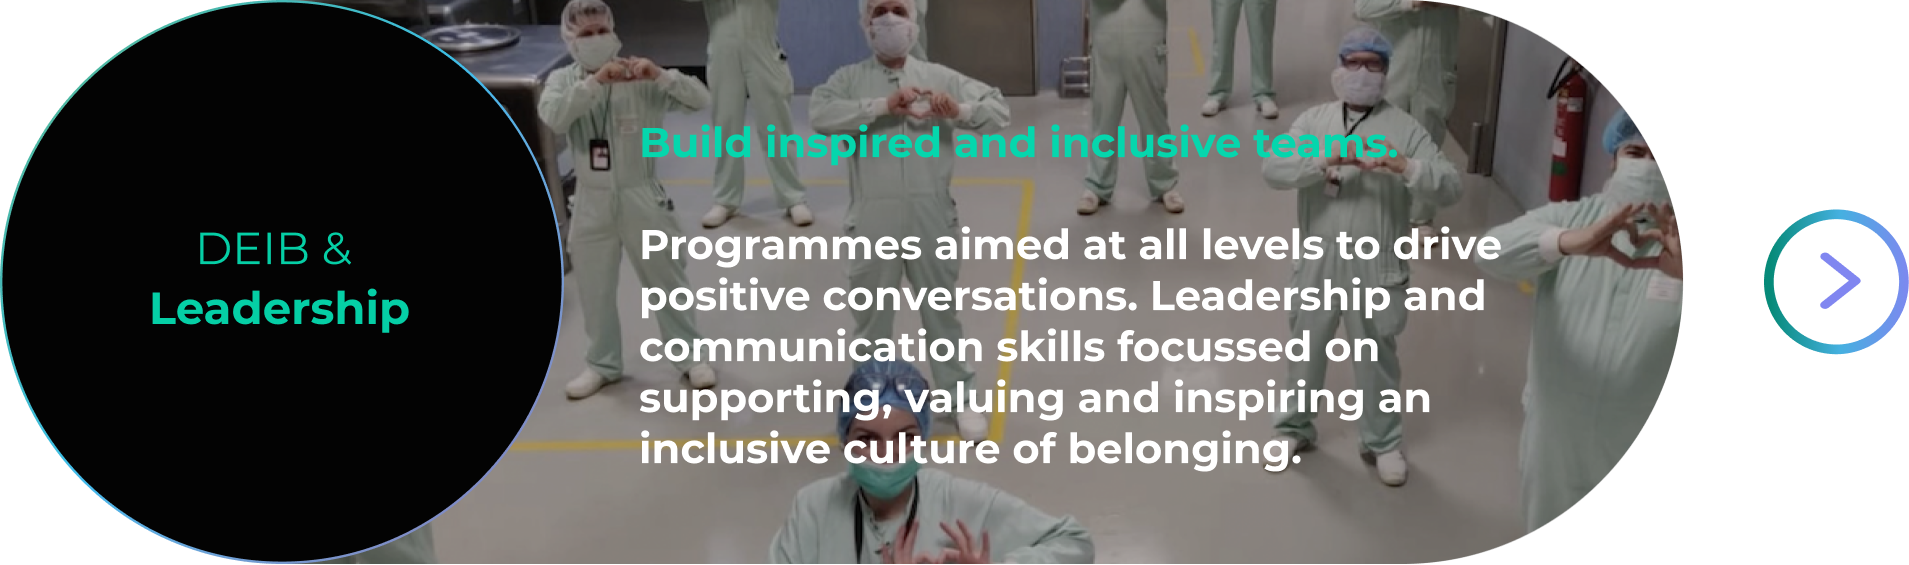 DEIB &
Leadership
Build inspired and inclusive teams.
Programmes aimed at all levels to drive
positive conversations. Leadership and
communication skills focussed on
supporting, valuing and inspiring an
inclusive culture of belonging.